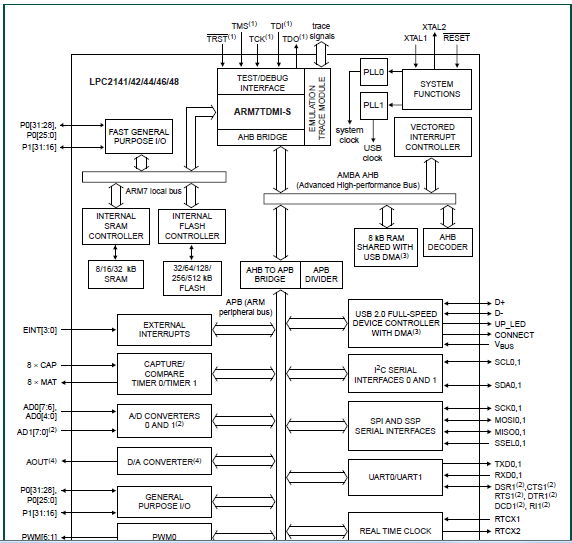 TMS(1) TDI(1) trace
TRST(1) TCK(1) TDO(1) signals
XTAL2
XTAL1 RESET
LPC2141/42/44/46/48
TEST/DEBUG
INTERFACE
ARM7TDMI-S
AHB BRIDGE
EMULATION
TRACE MODULE
PLL0
PLL1
system
clock
USB
clock
SYSTEM
FUNCTIONS
VECTORED
INTERRUPT
CONTROLLER
P0[31:28],
P0[25:0]
P1[31:16]
FAST GENERAL
PURPOSE I/O
ARM7 local bus
AMBA AHB
(Advanced High-performance Bus)
INTERNAL
SRAM
CONTROLLER
INTERNAL
FLASH
CONTROLLER
8/16/32 kB
SRAM
32/64/128/
256/512 kB
FLASH
AHB TO APB
BRIDGE
APB
DIVIDER
8 kB RAM
SHARED WITH
USB DMA(3)
AHB
DECODER
APB (ARM
peripheral bus)
EINT[3:0]
EXTERNAL
INTERRUPTS
USB 2.0 FULL-SPEED
DEVICE CONTROLLER
WITH DMA(3)
D+
D-
UP_LED
CONNECT
VBUS
8 × CAP
8 × MAT
CAPTURE/
COMPARE
TIMER 0/TIMER 1
I2C SERIAL
INTERFACES 0 AND 1
SCL0,1
SDA0,1
AD0[7:6],
AD0[4:0]
AD1[7:0](2)
A/D CONVERTERS
0 AND 1(2)
SPI AND SSP
SERIAL INTERFACES
SCK0,1
MOSI0,1
MISO0,1
SSEL0,1
AOUT(4)
D/A CONVERTER(4)
UART0/UART1
TXD0,1
RXD0,1
DSR1(2),CTS1(2)
RTS1(2), DTR1(2)
DCD1(2), RI1(2)
P0[31:28],
P0[25:0]
P1[31:16]
GENERAL
PURPOSE I/O
PWM[6:1]
PWM0
REAL TIME CLOCK
RTCX1
RTCX2